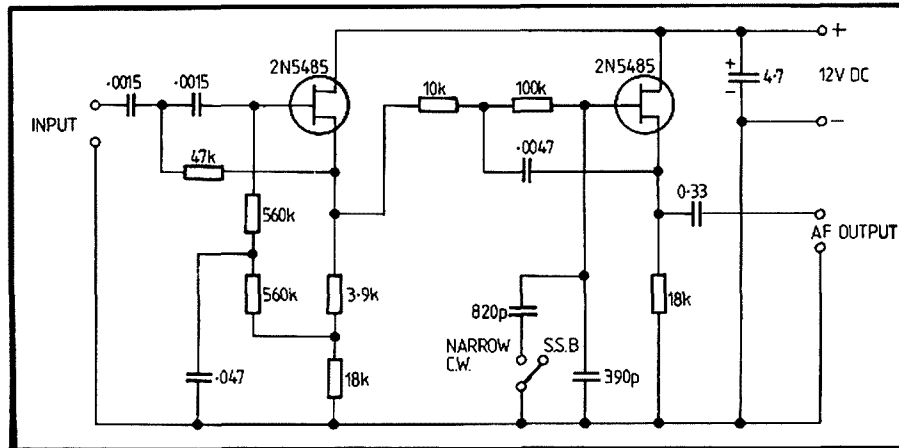 2N5485
2N5485
+
·0015
·0015
10k
100k
+
4·7
12V DC
−
INPUT
−
47k
·0047
0·33
560k
AF OUTPUT
560k
3·9k
820p
18k
NARROW
C.W.
S.S.B
·047
18k
390p